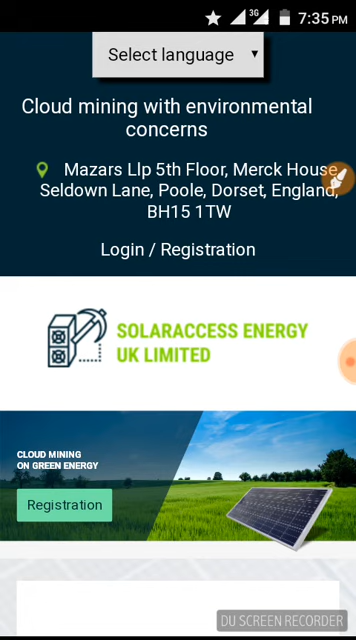 3G
7:35 PM
Select language
Cloud mining with environmental
concerns
Mazars Llp 5th Floor, Merck House,
Seldown Lane, Poole, Dorset, England,
BH15 1TW
Login / Registration
SOLARACCESS ENERGY
UK LIMITED
CLOUD MINING
ON GREEN ENERGY
Registration
DU SCREEN RECORDER